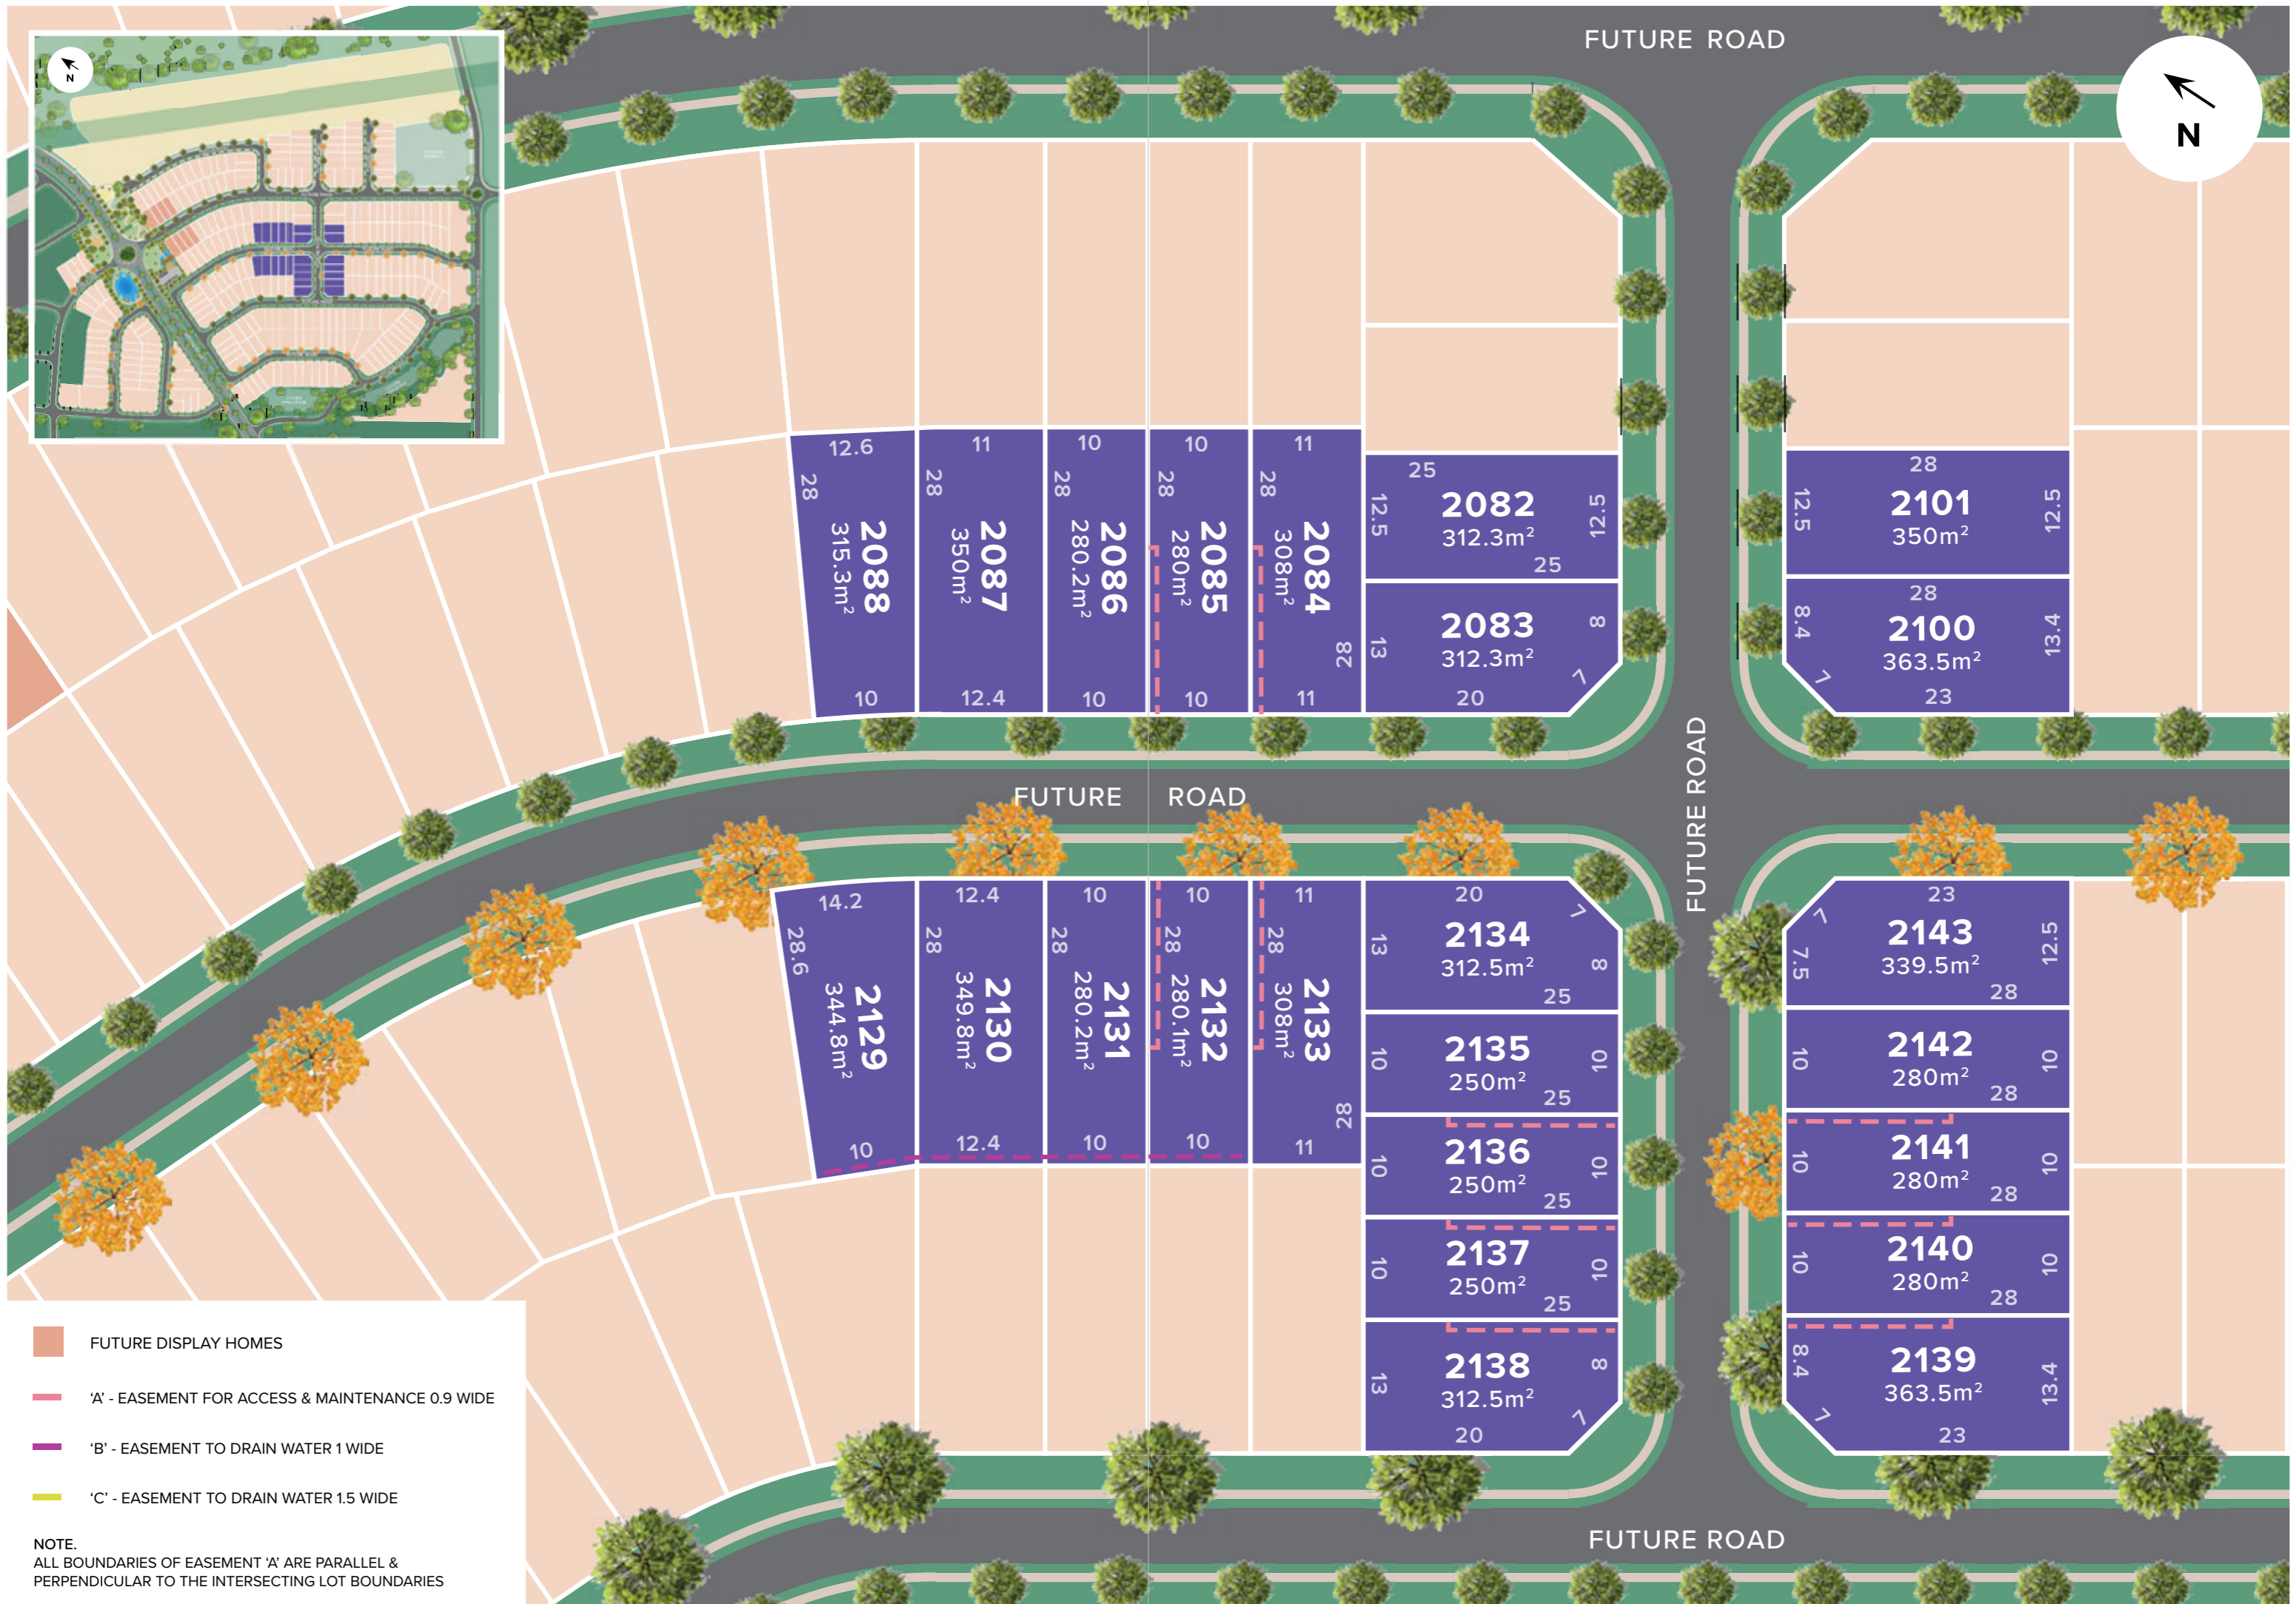 FUTURE ROAD
N
N
12.6
28
2088
315.3m²
10
11
28
2087
350m²
12.4
10
28
2086
280.2m²
10
10
28
2085
280m²
10
11
28
2084
308m²
28
11
25
12.5
2082
312.3m²
12.5
25
13
2083
312.3m²
8
7
20
28
12.5
2101
350m²
12.5
28
8.4
2100
363.5m²
13.4
7
23
FUTURE ROAD
FUTURE ROAD
14.2
28.6
2129
344.8m²
10
12.4
28
2130
349.8m²
12.4
10
28
2131
280.2m²
10
10
28
2132
280.1m²
10
11
28
2133
308m²
28
11
20
7
13
2134
312.5m²
8
25
10
2135
250m²
10
25
10
2136
250m²
10
25
10
2137
250m²
10
25
13
2138
312.5m²
8
7
20
23
7
7.5
2143
339.5m²
12.5
28
10
2142
280m²
10
28
10
2141
280m²
10
28
10
2140
280m²
10
28
8.4
2139
363.5m²
13.4
7
23
FUTURE ROAD
FUTURE DISPLAY HOMES
‘A’ - EASEMENT FOR ACCESS & MAINTENANCE 0.9 WIDE
‘B’ - EASEMENT TO DRAIN WATER 1 WIDE
‘C’ - EASEMENT TO DRAIN WATER 1.5 WIDE
NOTE.
ALL BOUNDARIES OF EASEMENT ‘A’ ARE PARALLEL &
PERPENDICULAR TO THE INTERSECTING LOT BOUNDARIES